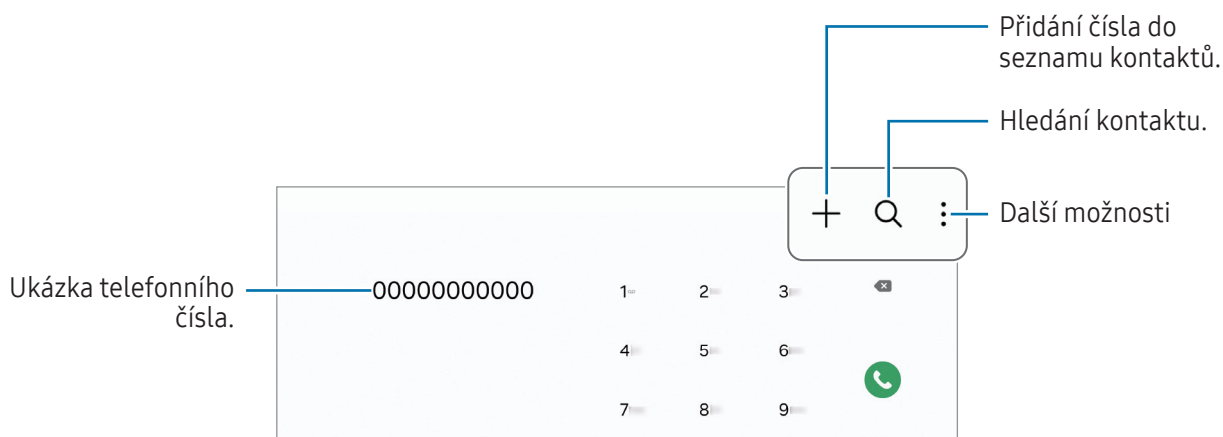 Přidání čísla do
seznamu kontaktů.
Hledání kontaktu.
Další možnosti
Ukázka telefonního
čísla.
00000000000
1 2 3
4 5 6
7 8 9